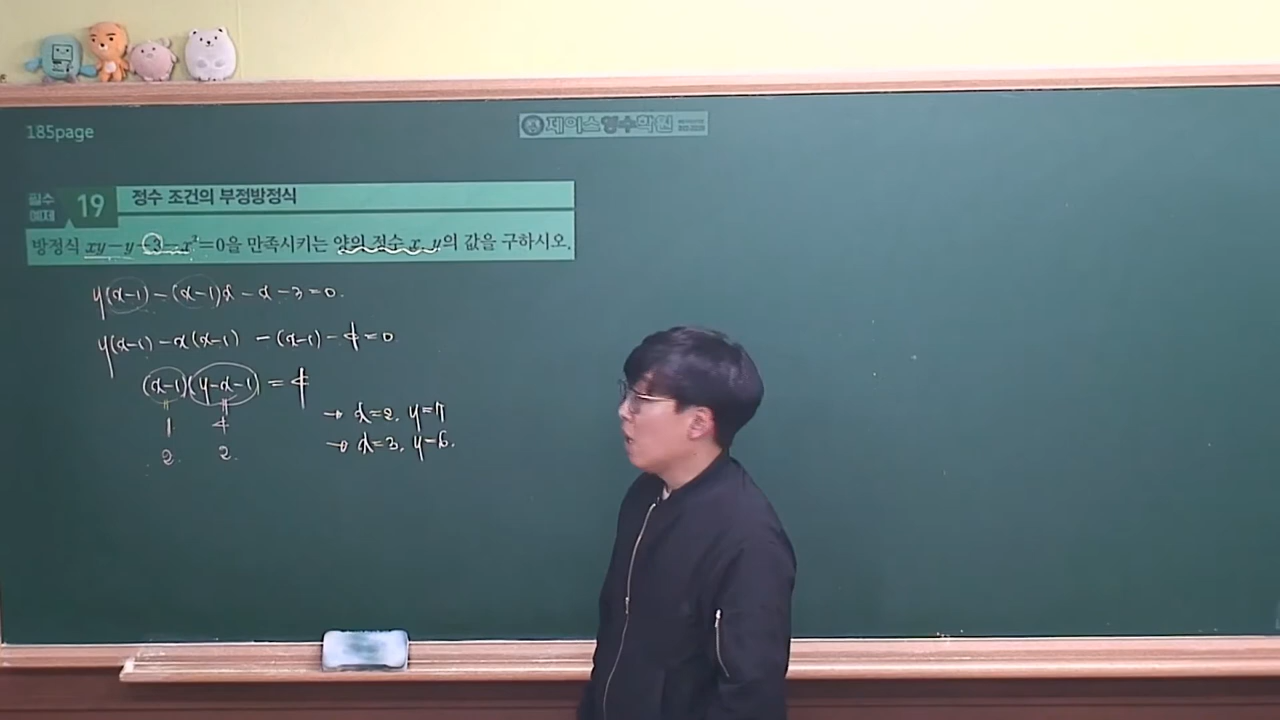 185page
제이스영수학원
필수 예제 19 정수 조건의 부정방정식
방정식 xy-y-3-x²=0을 만족시키는 양의 정수 x, y의 값을 구하시오.
y(x-1)-(x-1)x-x-3=0.
y(x-1)-x(x-1) -(x-1)-4=0
(x-1)(y-x-1)=4
1 4 → x=2, y=7
2 2 → x=3, y=6.